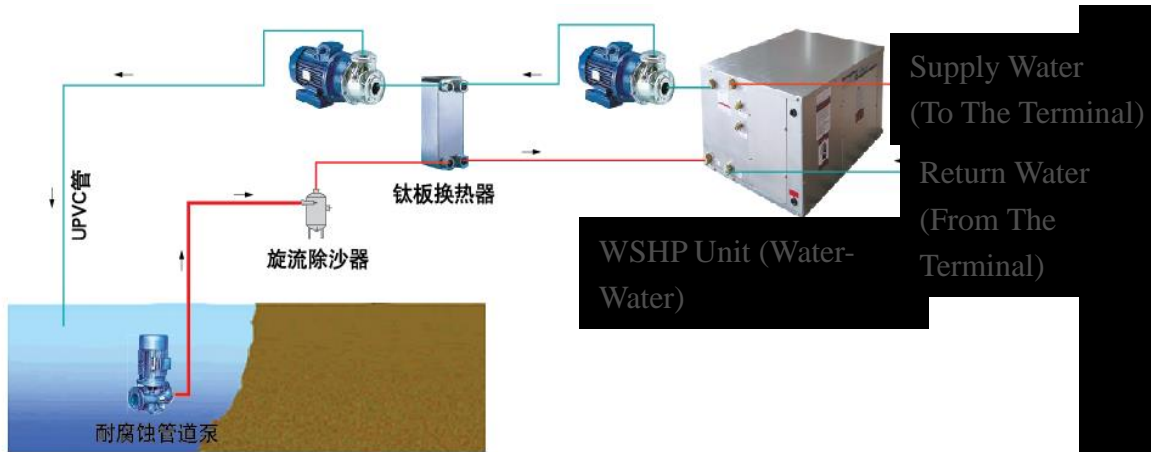 Supply Water
(To The Terminal)
Return Water
(From The
Terminal)
WSHP Unit (Water-
Water)
钛板换热器
旋流除沙器
UPVC管
耐腐蚀管道泵